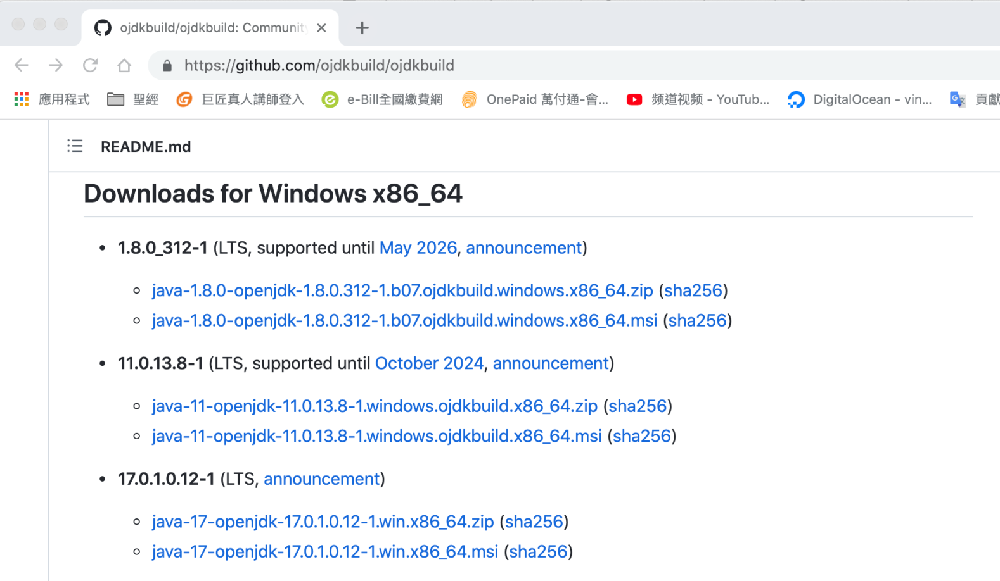 ojdkbuild/ojdkbuild: Community
https://github.com/ojdkbuild/ojdkbuild
應用程式 聖經 巨匠真人講師登入 e-Bill全國繳費網 OnePaid 萬付通-會... 频道视频 - YouTub... DigitalOcean - vin... 貢獻
README.md
Downloads for Windows x86_64
• 1.8.0_312-1 (LTS, supported until May 2026, announcement)
◦ java-1.8.0-openjdk-1.8.0.312-1.b07.ojdkbuild.windows.x86_64.zip (sha256)
◦ java-1.8.0-openjdk-1.8.0.312-1.b07.ojdkbuild.windows.x86_64.msi (sha256)
• 11.0.13.8-1 (LTS, supported until October 2024, announcement)
◦ java-11-openjdk-11.0.13.8-1.windows.ojdkbuild.x86_64.zip (sha256)
◦ java-11-openjdk-11.0.13.8-1.windows.ojdkbuild.x86_64.msi (sha256)
• 17.0.1.0.12-1 (LTS, announcement)
◦ java-17-openjdk-17.0.1.0.12-1.win.x86_64.zip (sha256)
◦ java-17-openjdk-17.0.1.0.12-1.win.x86_64.msi (sha256)